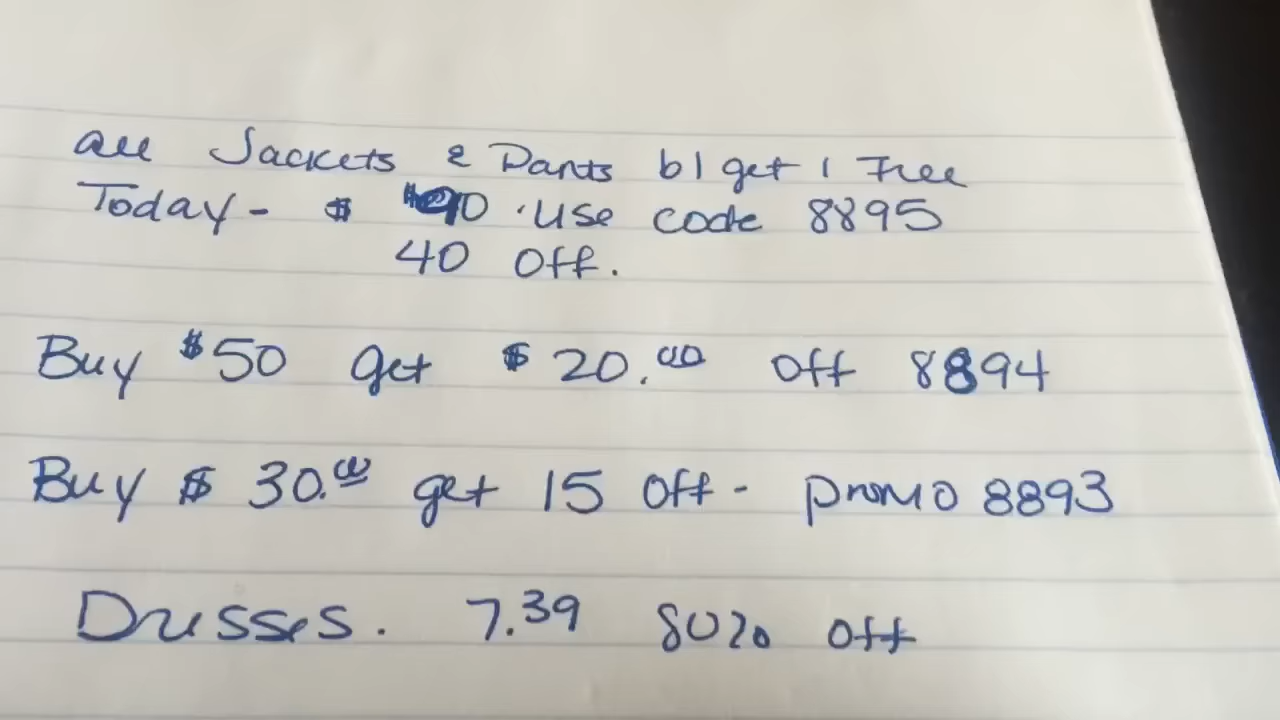 all Jackets & Pants b1 get 1 Free
Today - $ 90 · use code 8895
40 off.
Buy $50 get $20.00 off 8894
Buy $30.00 get 15 off - promo 8893
Dresses. 7.39 80% off